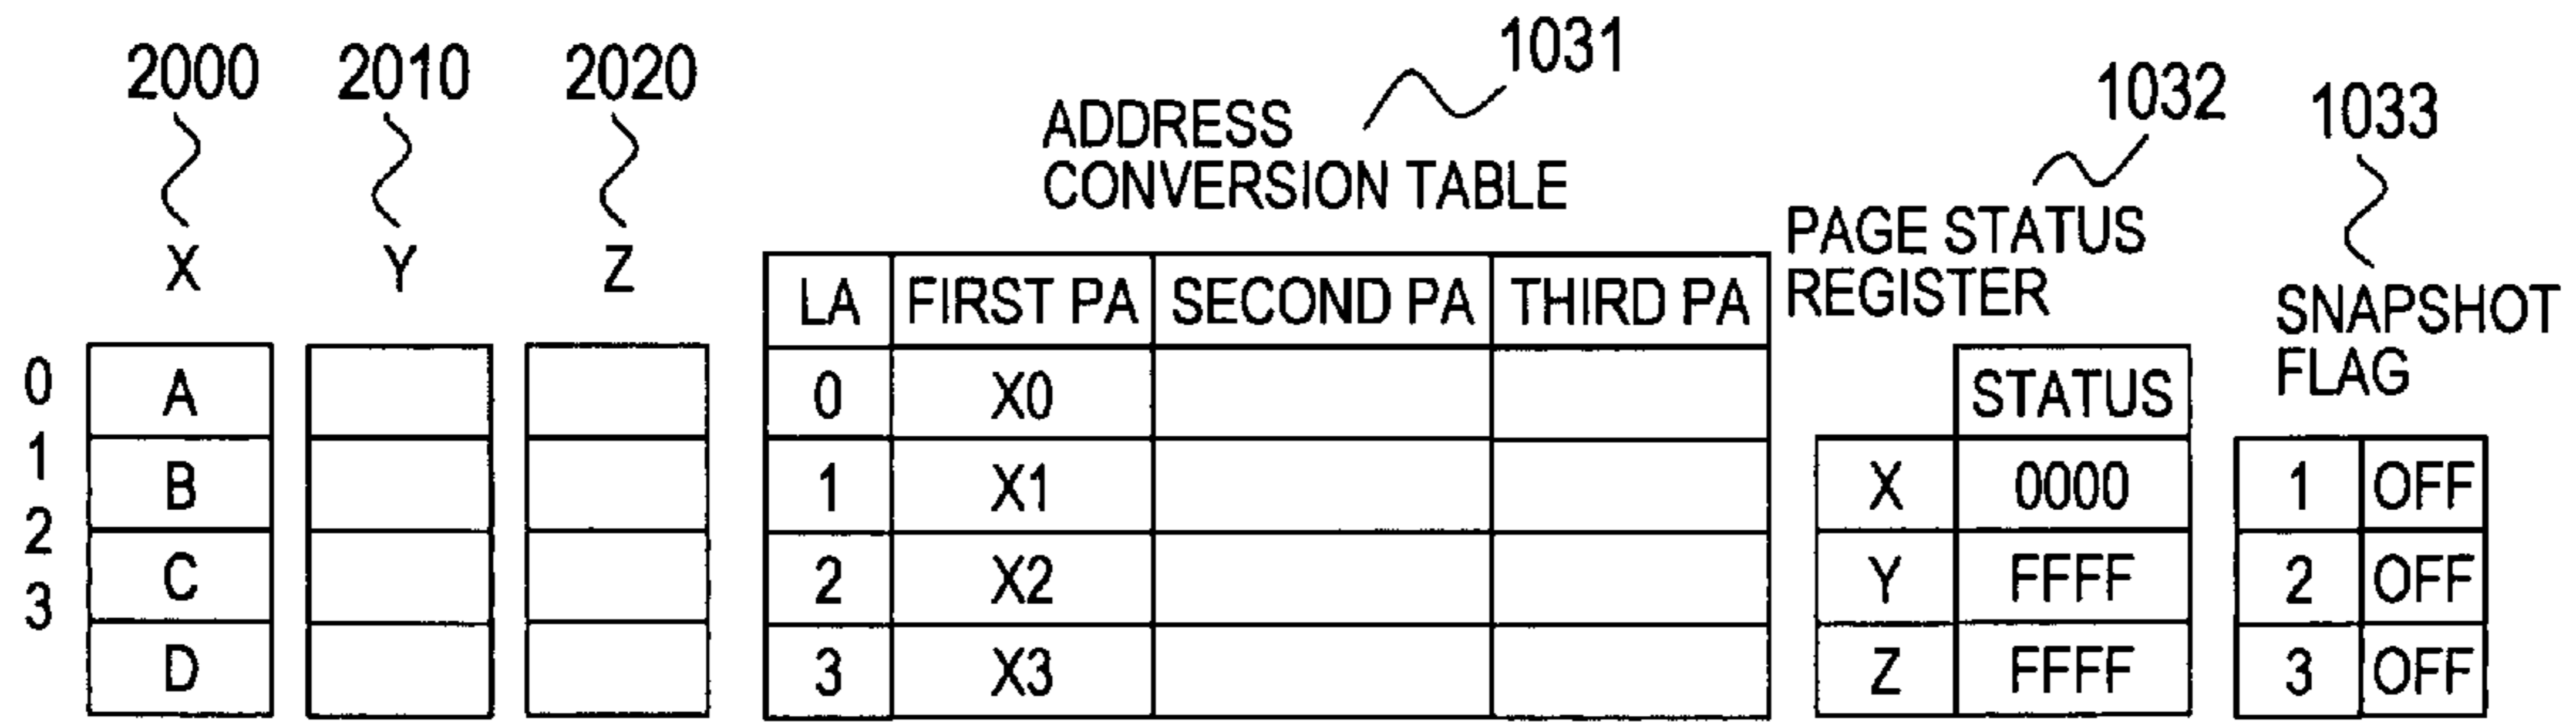 2000 2010 2020 1031 1032 1033
X Y Z
ADDRESS
CONVERSION TABLE
PAGE STATUS
REGISTER
SNAPSHOT
FLAG
0
1
2
3
A
B
C
D
LA FIRST PA SECOND PA THIRD PA
0 X0
1 X1
2 X2
3 X3
STATUS
X 0000
Y FFFF
Z FFFF
1 OFF
2 OFF
3 OFF